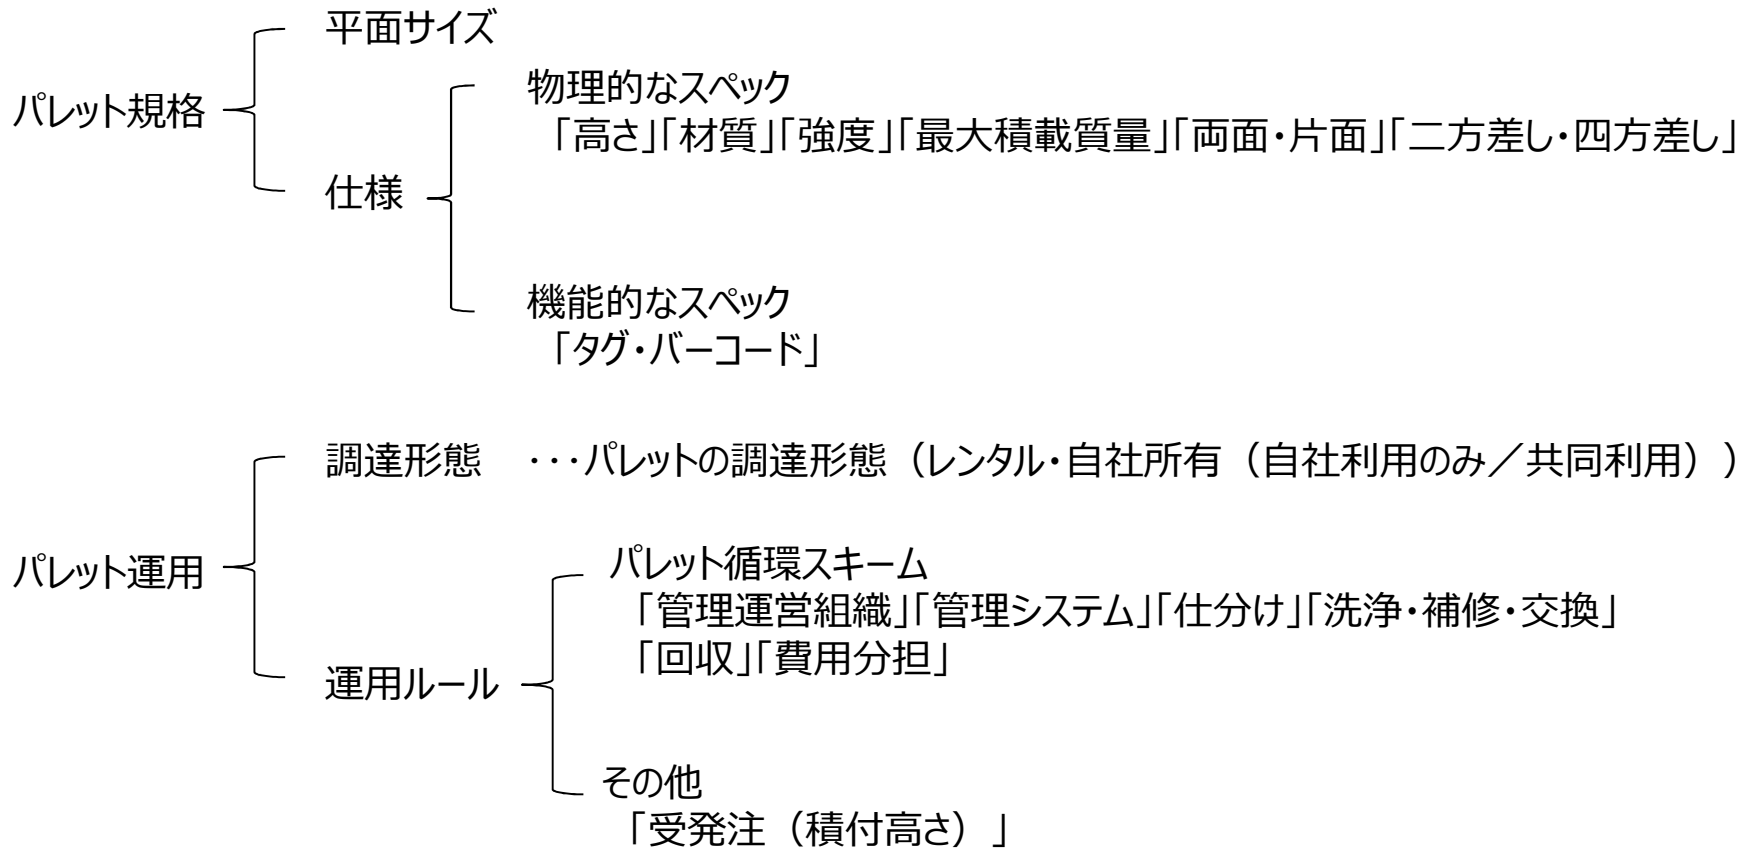 平面サイズ
物理的なスペック
パレット規格
「高さ」「材質」「強度」「最大積載質量」「両面・片面」「二方差し・四方差し」
仕様
機能的なスペック
「タグ・バーコード」
調達形態 ・・・パレットの調達形態（レンタル・自社所有（自社利用のみ／共同利用））
パレット運用
パレット循環スキーム
「管理運営組織」「管理システム」「仕分け」「洗浄・補修・交換」
「回収」「費用分担」
運用ルール
その他
「受発注（積付高さ）」